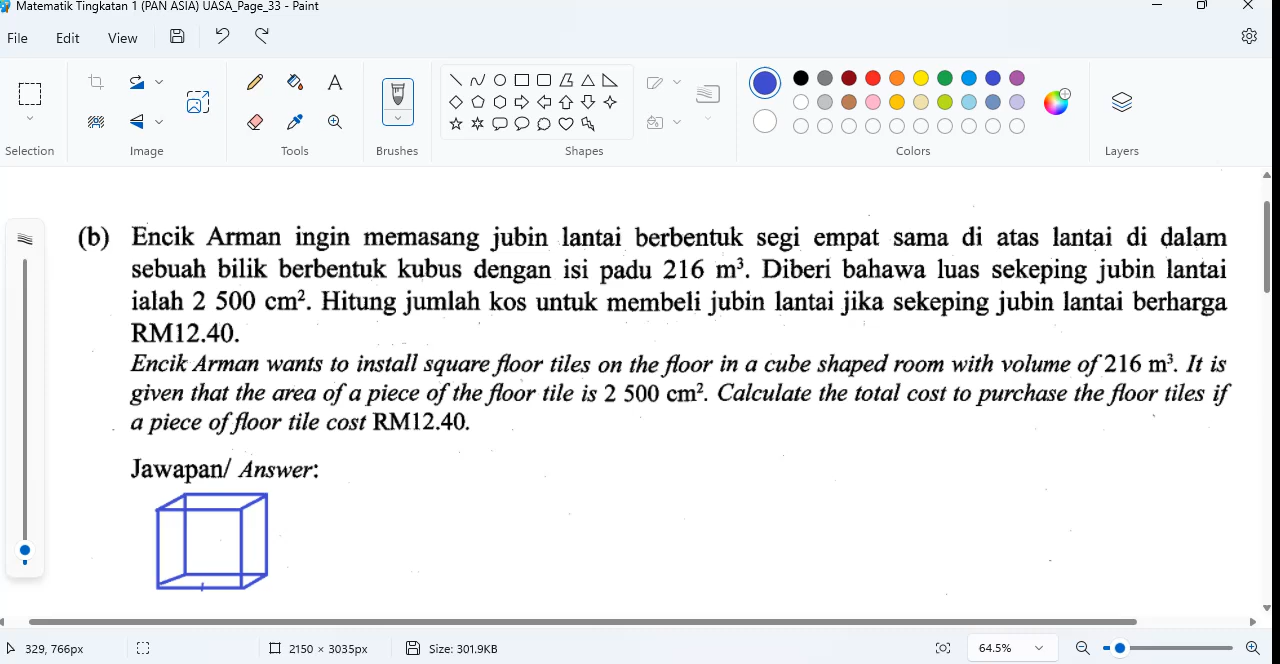 Matematik Tingkatan 1 (PAN ASIA) UASA_Page_33 - Paint
File Edit View
Selection Image Tools Brushes Shapes Colors Layers
(b) Encik Arman ingin memasang jubin lantai berbentuk segi empat sama di atas lantai di dalam
sebuah bilik berbentuk kubus dengan isi padu 216 m³. Diberi bahawa luas sekeping jubin lantai
ialah 2 500 cm². Hitung jumlah kos untuk membeli jubin lantai jika sekeping jubin lantai berharga
RM12.40.
Encik Arman wants to install square floor tiles on the floor in a cube shaped room with volume of 216 m³. It is
given that the area of a piece of the floor tile is 2 500 cm². Calculate the total cost to purchase the floor tiles if
a piece of floor tile cost RM12.40.
Jawapan/ Answer:
329, 766px 2150 × 3035px Size: 301.9KB 64.5%